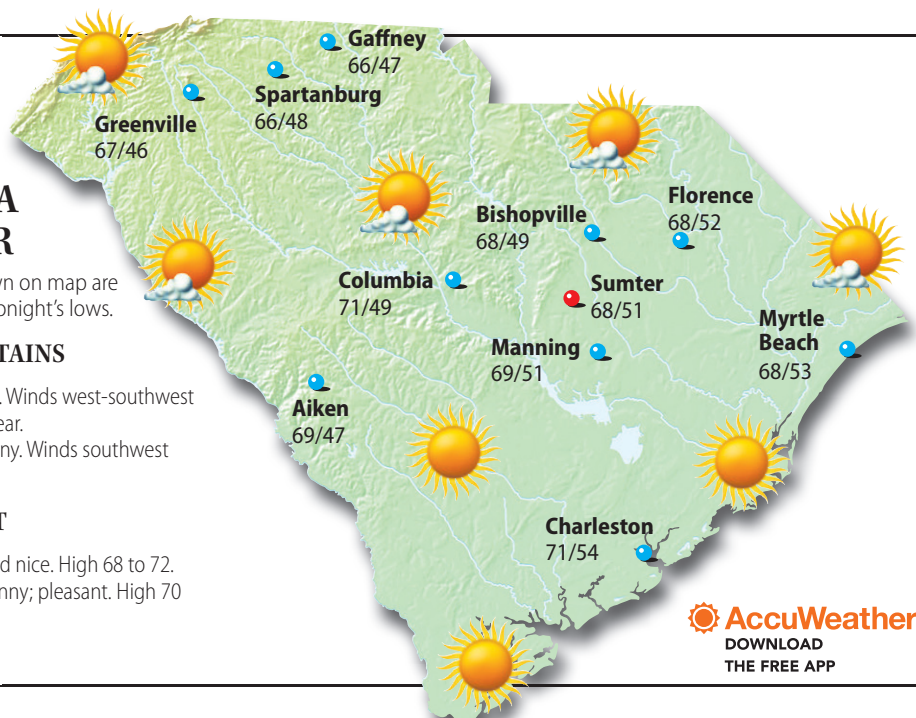 Gaffney
66/47
Spartanburg
66/48
Greenville
67/46
A
R
Florence
68/52
Bishopville
68/49
on map are
onight's lows.
Columbia
71/49
Sumter
68/51
Myrtle
Beach
68/53
Manning
69/51
TAINS
. Winds west-southwest
ear.
ny. Winds southwest
Aiken
69/47
T
d nice. High 68 to 72.
nny; pleasant. High 70
Charleston
71/54
AccuWeather
DOWNLOAD
THE FREE APP